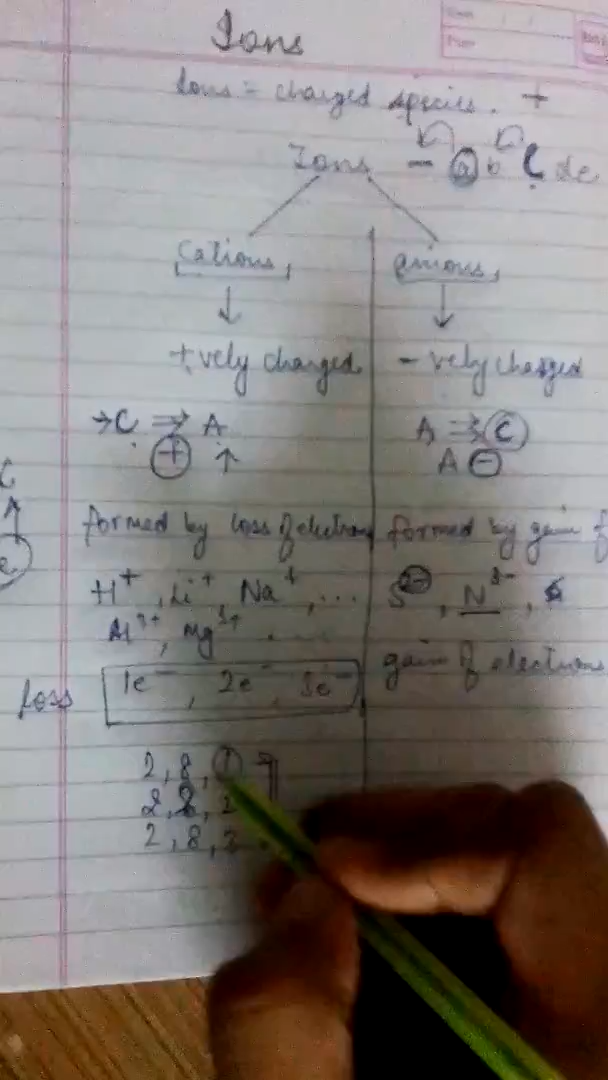 Ions
Ions - charged species. +
Ions - a b C d e
Cations, anions,
+vely charged - vely charged
→ C ⇒ A A ⇒ C
+ ↑ A -
formed by loss of electron formed by gain of
H+, Li+, Na+, ... S2-, N3-,
Al3+, Mg2+ ....
gain of electrons
loss 1e-, 2e-, 3e-
2, 8, 1
2, 8, 2
2, 8, 3